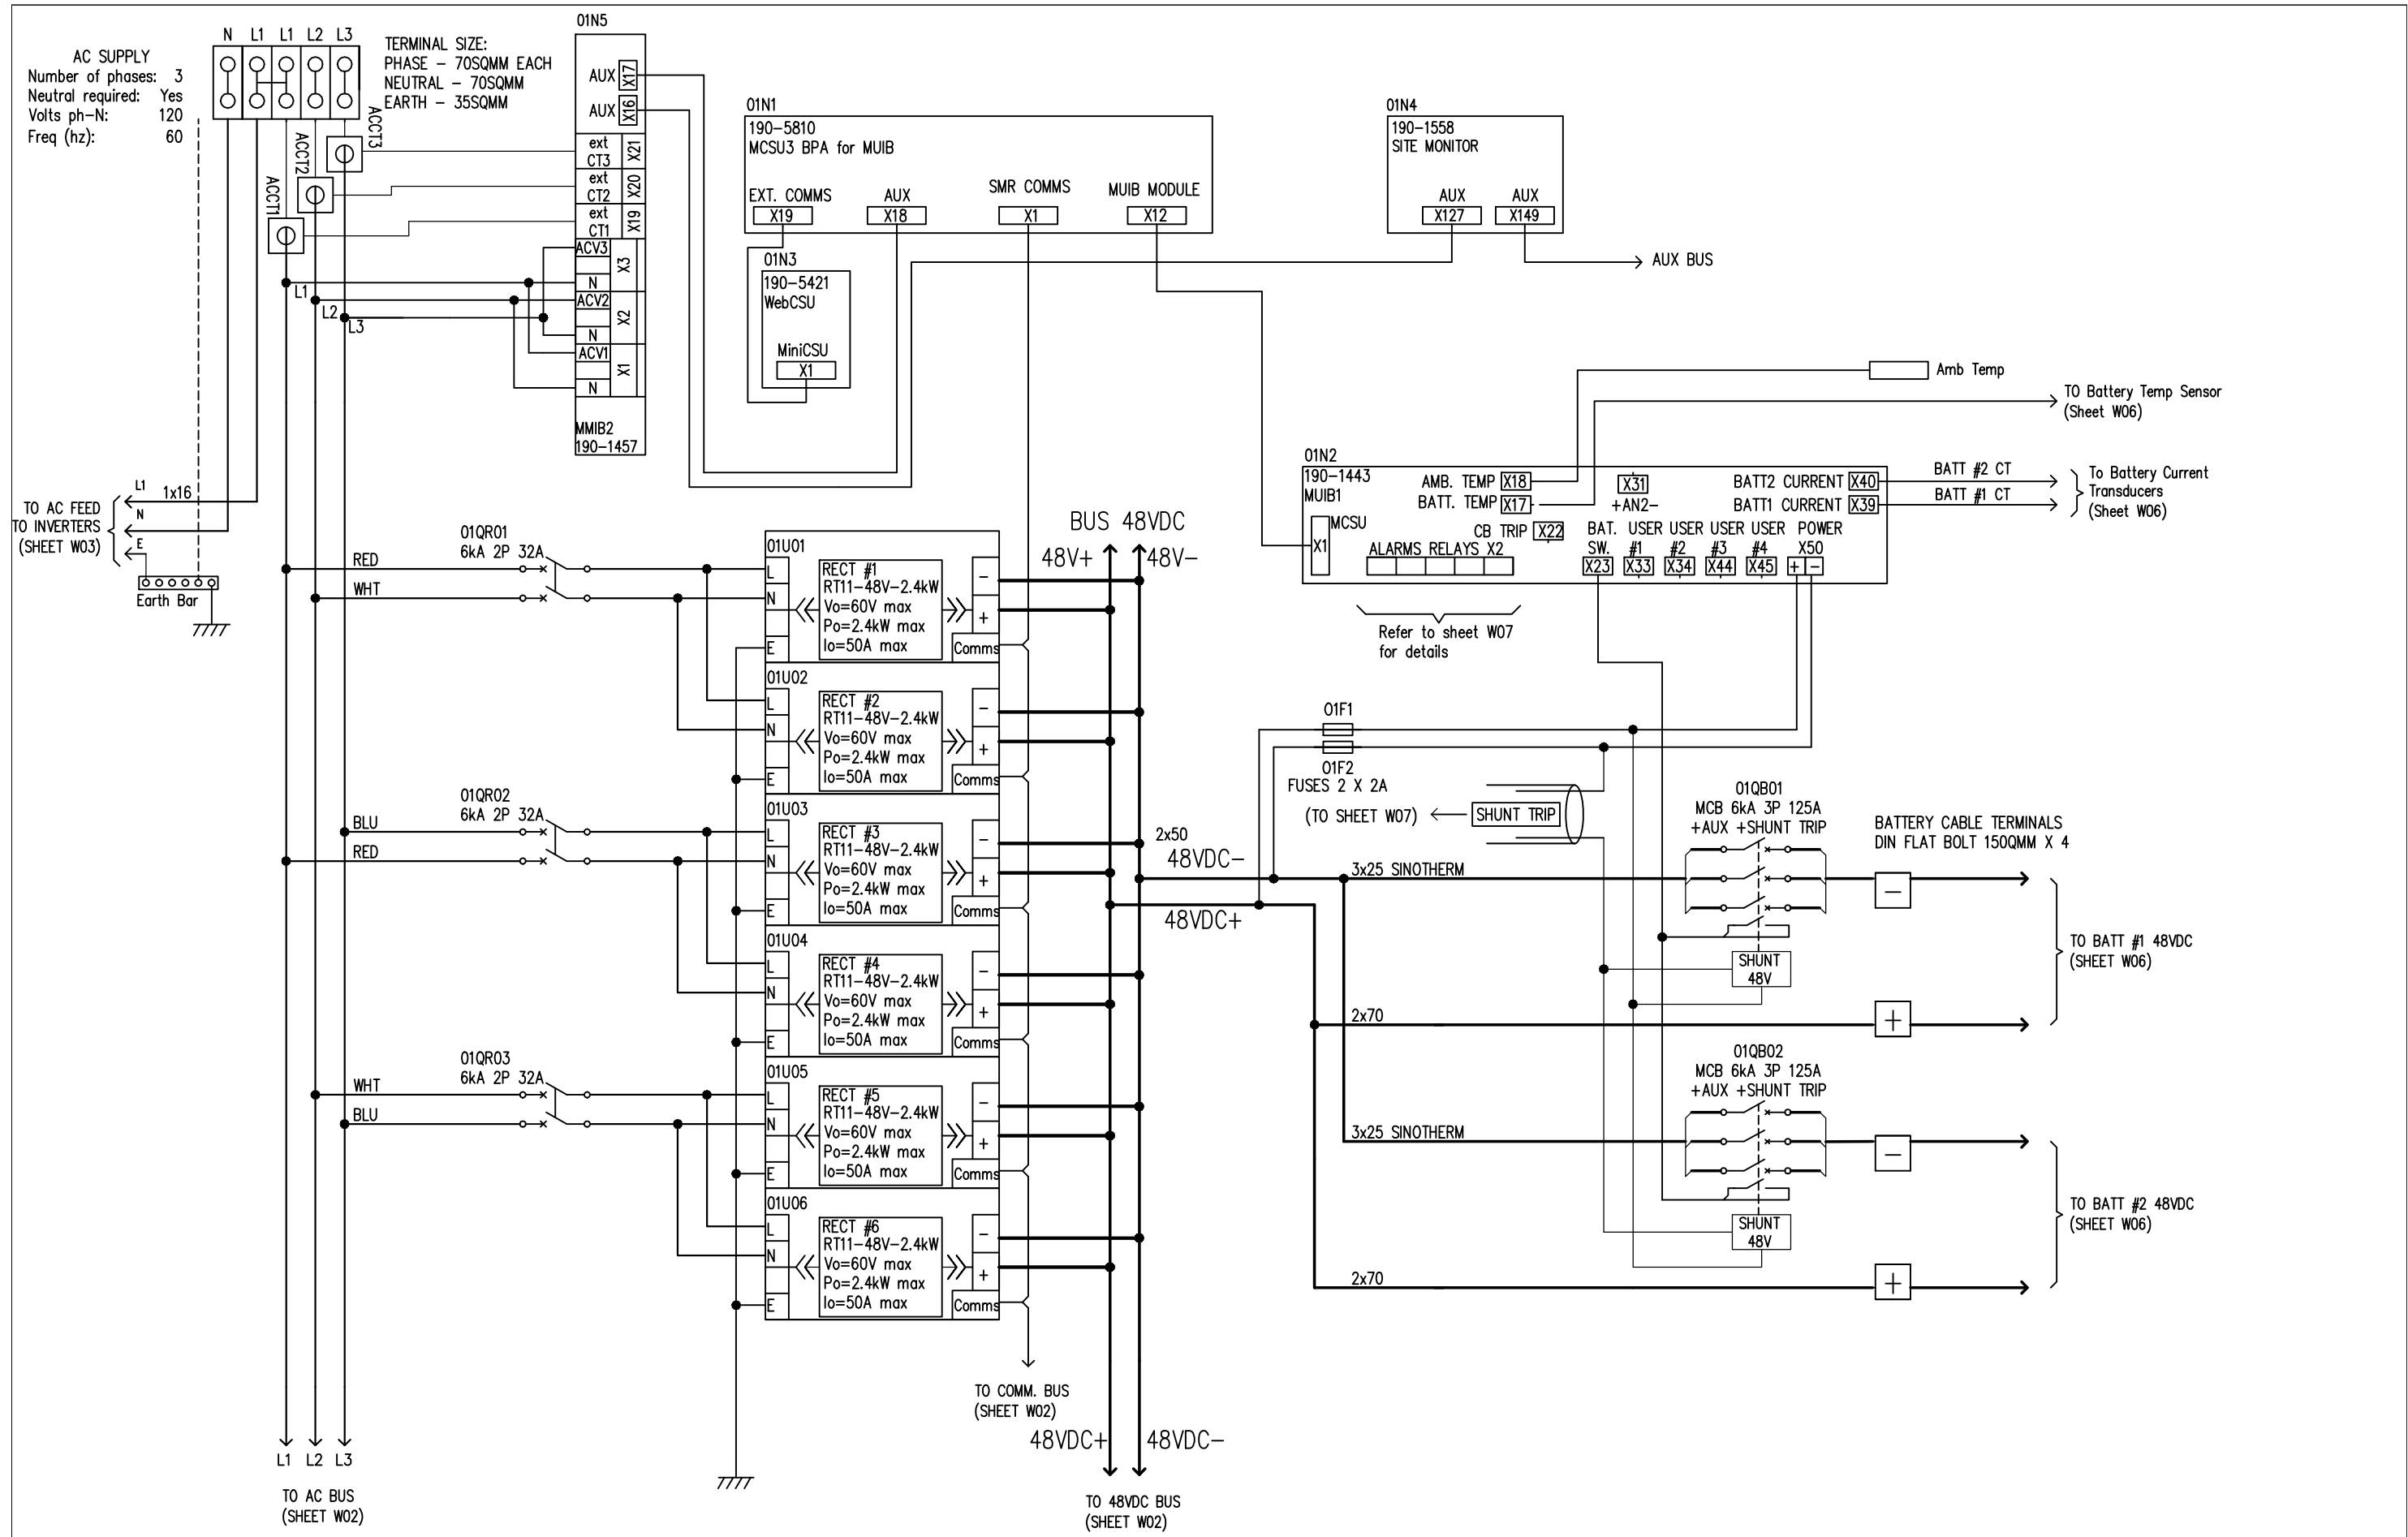 AC SUPPLY
Number of phases: 3
Neutral required: Yes
Volts ph-N: 120
Freq (hz): 60
N L1 L1 L2 L3
TERMINAL SIZE:
PHASE - 70SQMM EACH
NEUTRAL - 70SQMM
EARTH - 35SQMM
ACCT3
ACCT2
ACCT1
L1
L2
L3
01N5
AUX X17
AUX X16
ext
CT3
X21
ext
CT2
X20
ext
CT1
X19
ACV3
N
X3
ACV2
N
X2
ACV1
N
X1
MMIB2
190-1457
01N1
190-5810
MCSU3 BPA for MUIB
EXT. COMMS
X19
AUX
X18
SMR COMMS
X1
MUIB MODULE
X12
01N3
190-5421
WebCSU
MiniCSU
X1
01N4
190-1558
SITE MONITOR
AUX
X127
AUX
X149
AUX BUS
Amb Temp
TO Battery Temp Sensor
(Sheet W06)
01N2
190-1443
MUIB1
MCSU
X1
AMB. TEMP X18
BATT. TEMP X17
CB TRIP X22
ALARMS RELAYS X2
X31
+AN2-
BATT2 CURRENT X40
BATT1 CURRENT X39
BAT. USER USER USER USER POWER
SW. #1 #2 #3 #4 X50
X23 X33 X34 X44 X45 + -
BATT #2 CT
BATT #1 CT
To Battery Current
Transducers
(Sheet W06)
Refer to sheet W07
for details
TO AC FEED
TO INVERTERS
(SHEET W03)
L1
1x16
N
E
Earth Bar
01QR01
6kA 2P 32A
RED
WHT
01QR02
6kA 2P 32A
BLU
RED
01QR03
6kA 2P 32A
WHT
BLU
01U01
L
N
E
RECT #1
RT11-48V-2.4kW
Vo=60V max
Po=2.4kW max
Io=50A max
-
+
Comms
01U02
L
N
E
RECT #2
RT11-48V-2.4kW
Vo=60V max
Po=2.4kW max
Io=50A max
-
+
Comms
01U03
L
N
E
RECT #3
RT11-48V-2.4kW
Vo=60V max
Po=2.4kW max
Io=50A max
-
+
Comms
01U04
L
N
E
RECT #4
RT11-48V-2.4kW
Vo=60V max
Po=2.4kW max
Io=50A max
-
+
Comms
01U05
L
N
E
RECT #5
RT11-48V-2.4kW
Vo=60V max
Po=2.4kW max
Io=50A max
-
+
Comms
01U06
L
N
E
RECT #6
RT11-48V-2.4kW
Vo=60V max
Po=2.4kW max
Io=50A max
-
+
Comms
BUS 48VDC
48V+ 48V-
2x50
48VDC-
48VDC+
01F1
01F2
FUSES 2 X 2A
(TO SHEET W07)
SHUNT TRIP
01QB01
MCB 6kA 3P 125A
+AUX +SHUNT TRIP
BATTERY CABLE TERMINALS
DIN FLAT BOLT 150QMM X 4
3x25 SINOTHERM
-
SHUNT
48V
2x70
+
TO BATT #1 48VDC
(SHEET W06)
01QB02
MCB 6kA 3P 125A
+AUX +SHUNT TRIP
3x25 SINOTHERM
-
SHUNT
48V
2x70
+
TO BATT #2 48VDC
(SHEET W06)
TO COMM. BUS
(SHEET W02)
48VDC+ 48VDC-
L1 L2 L3
TO AC BUS
(SHEET W02)
TO 48VDC BUS
(SHEET W02)